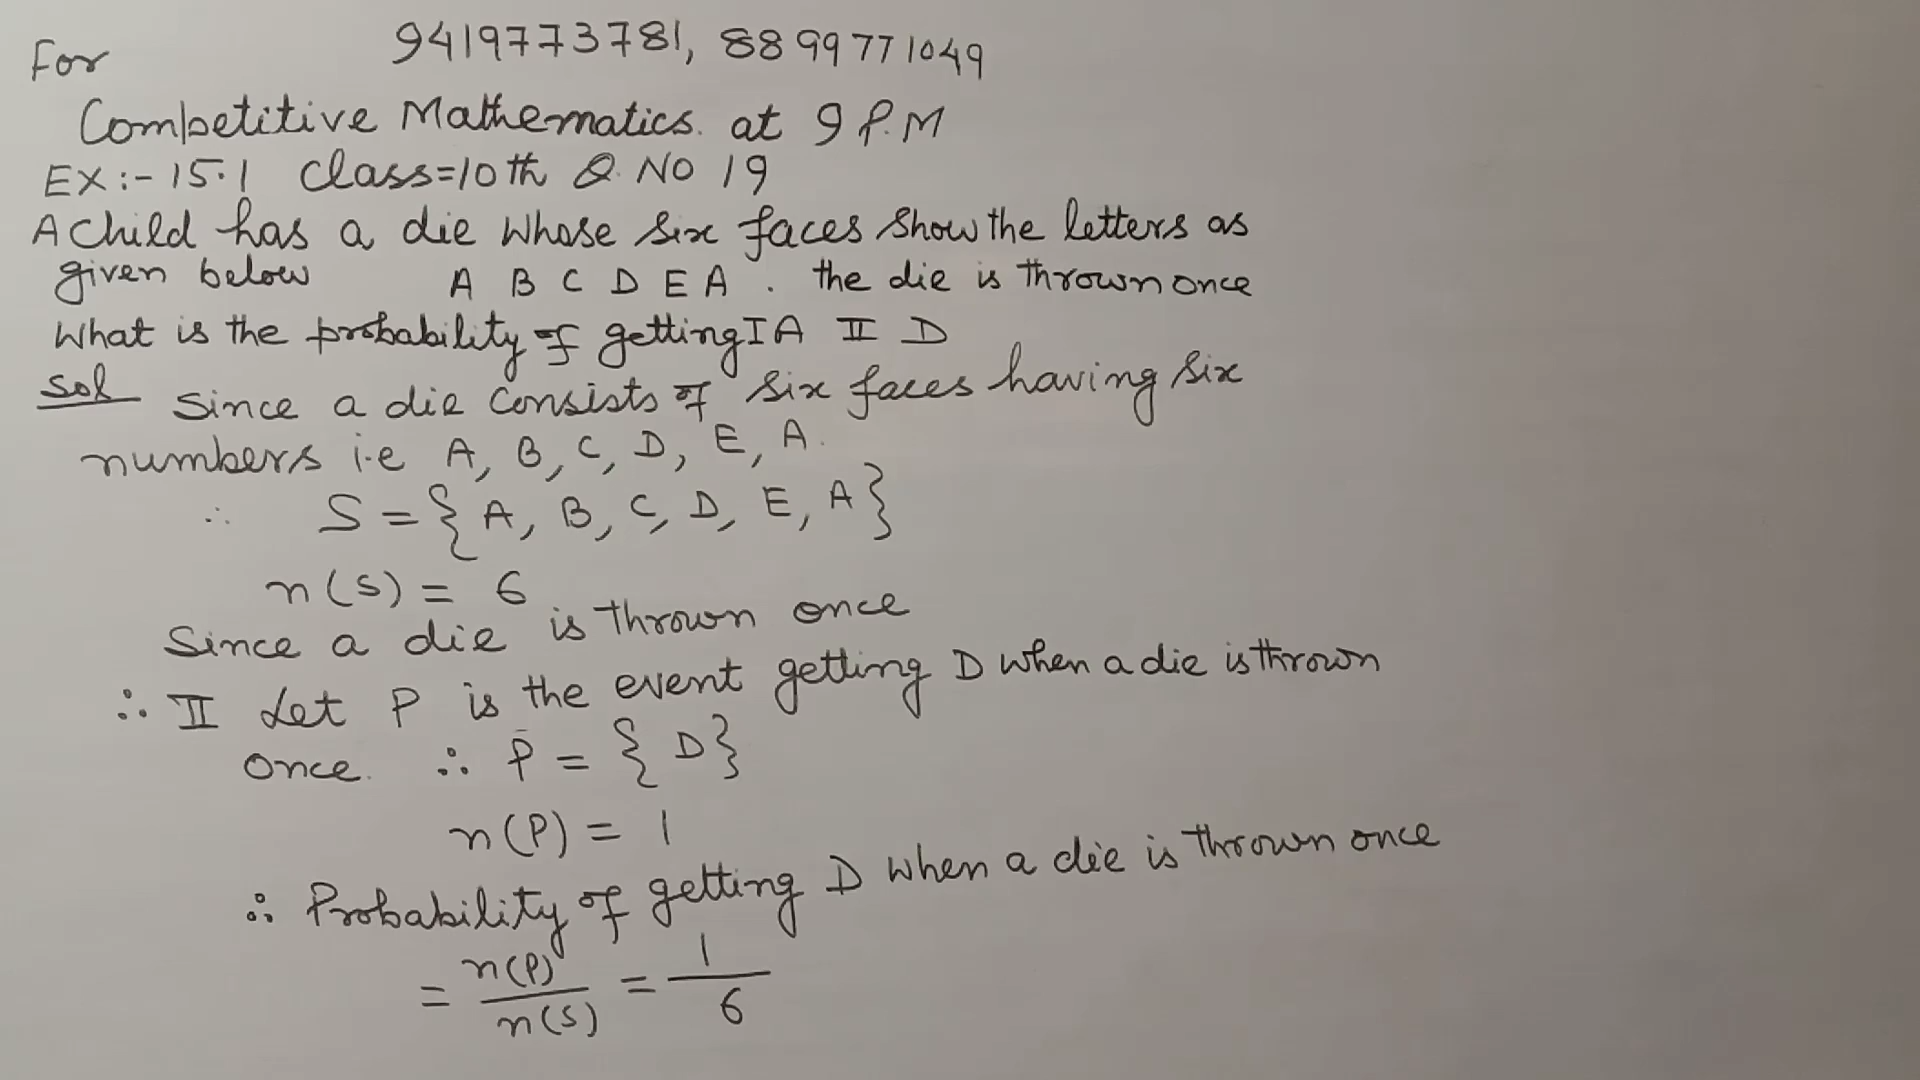 For 9419773781, 8899771049
Competitive Mathematics. at 9 P.M
EX:- 15.1 Class=10th Q. NO 19
A Child has a die whose six faces show the letters as
given below A B C D E A . the die is thrown once
What is the probability of getting I A II D
Sol Since a die consists of six faces having six
numbers i.e A, B, C, D, E, A.
∴ S = { A, B, C, D, E, A }
n(S) = 6
Since a die is thrown once
∴ II Let P is the event getting D when a die is thrown
once. ∴ P = { D }
n(P) = 1
∴ Probability of getting D when a die is thrown once
= n(P)/n(S) = 1/6